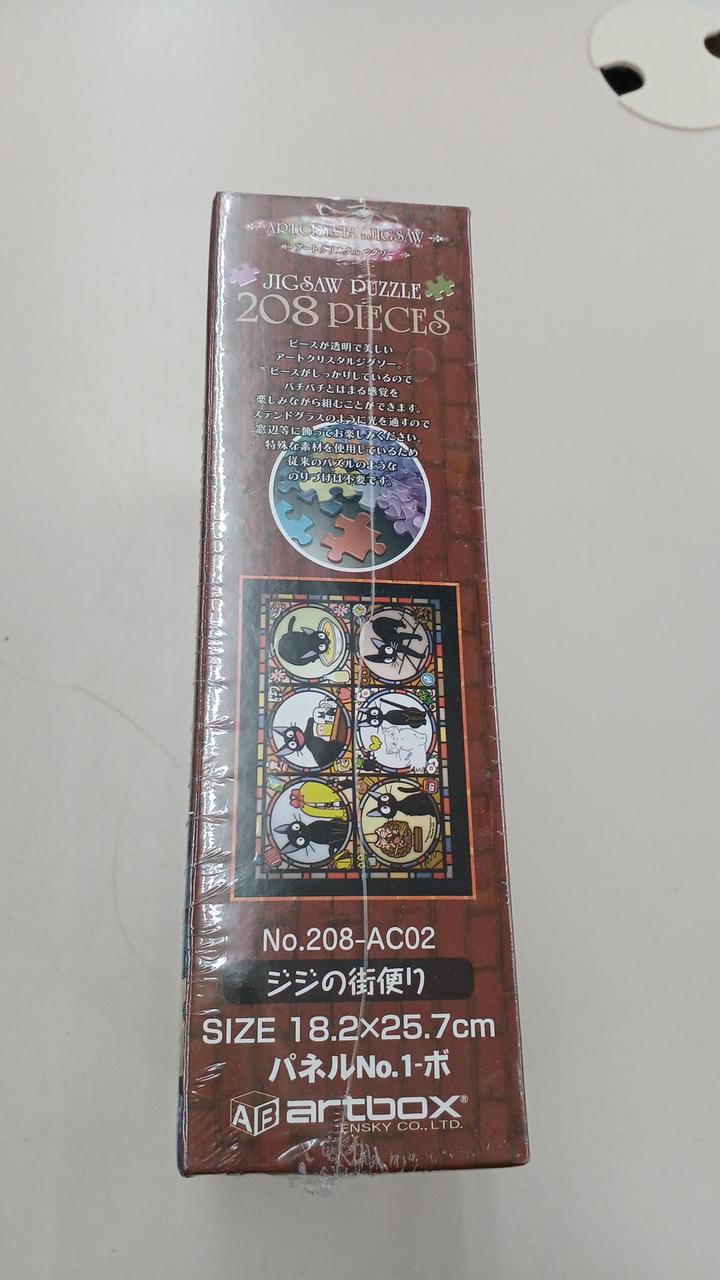 ART CRYSTAL JIGSAW
アートクリスタルジグソー
JIGSAW PUZZLE
208 PIECES
ピースが透明で美しい
アートクリスタルジグソー。
ピースがしっかりしているので
パチパチとはまる感覚を
楽しみながら組むことができます。
ステンドグラスのように光を通すので
窓辺等に飾ってお楽しみください。
特殊な素材を使用しているため
従来のパズルのような
のりづけは不要です。
No.208-AC02
ジジの街便り
SIZE 18.2×25.7cm
パネルNo.1-ボ
AB artbox®
ENSKY CO., LTD.